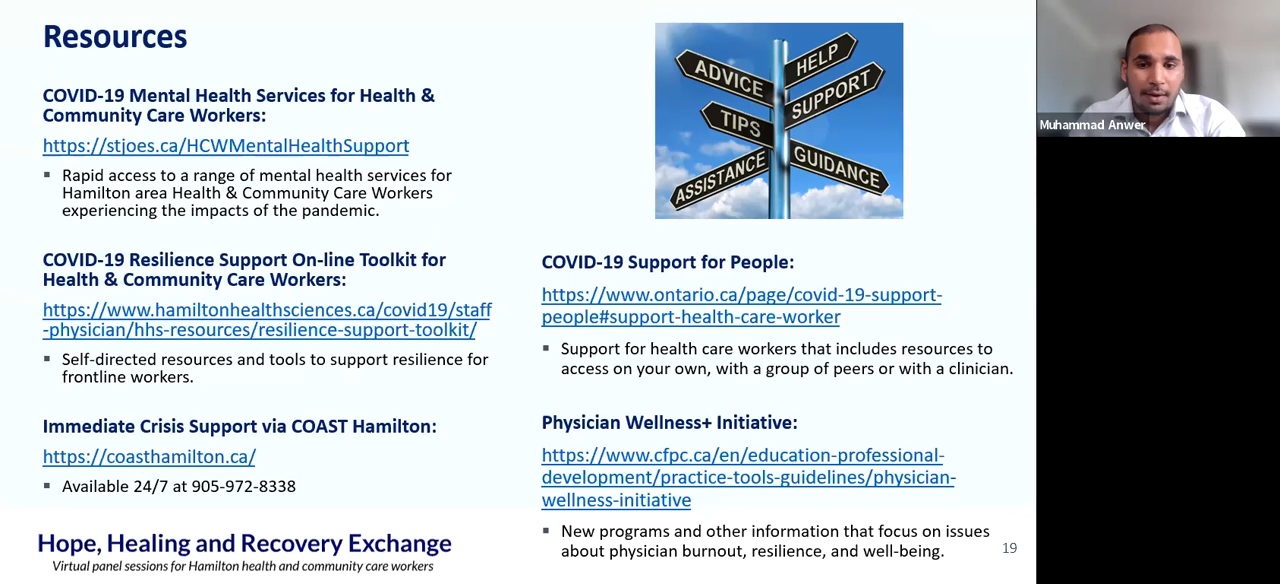 Resources
COVID-19 Mental Health Services for Health &
Community Care Workers:
https://stjoes.ca/HCWMentalHealthSupport
▪ Rapid access to a range of mental health services for
Hamilton area Health & Community Care Workers
experiencing the impacts of the pandemic.
COVID-19 Resilience Support On-line Toolkit for
Health & Community Care Workers:
https://www.hamiltonhealthsciences.ca/covid19/staff
-physician/hhs-resources/resilience-support-toolkit/
▪ Self-directed resources and tools to support resilience for
frontline workers.
Immediate Crisis Support via COAST Hamilton:
https://coasthamilton.ca/
▪ Available 24/7 at 905-972-8338
Hope, Healing and Recovery Exchange
Virtual panel sessions for Hamilton health and community care workers
ADVICE
HELP
SUPPORT
TIPS
GUIDANCE
ASSISTANCE
COVID-19 Support for People:
https://www.ontario.ca/page/covid-19-support-
people#support-health-care-worker
▪ Support for health care workers that includes resources to
access on your own, with a group of peers or with a clinician.
Physician Wellness+ Initiative:
https://www.cfpc.ca/en/education-professional-
development/practice-tools-guidelines/physician-
wellness-initiative
▪ New programs and other information that focus on issues
about physician burnout, resilience, and well-being.
19
Muhammad Anwer